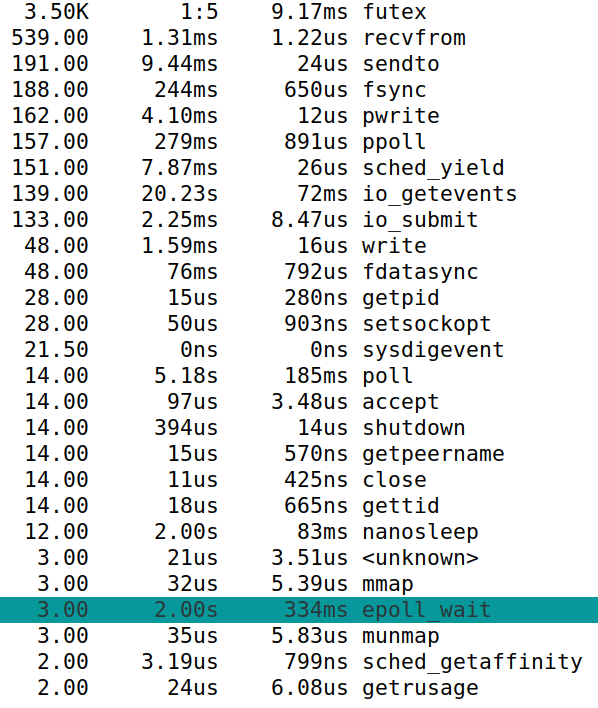 3.50K 1:5 9.17ms futex
539.00 1.31ms 1.22us recvfrom
191.00 9.44ms 24us sendto
188.00 244ms 650us fsync
162.00 4.10ms 12us pwrite
157.00 279ms 891us ppoll
151.00 7.87ms 26us sched_yield
139.00 20.23s 72ms io_getevents
133.00 2.25ms 8.47us io_submit
48.00 1.59ms 16us write
48.00 76ms 792us fdatasync
28.00 15us 280ns getpid
28.00 50us 903ns setsockopt
21.50 0ns 0ns sysdigevent
14.00 5.18s 185ms poll
14.00 97us 3.48us accept
14.00 394us 14us shutdown
14.00 15us 570ns getpeername
14.00 11us 425ns close
14.00 18us 665ns gettid
12.00 2.00s 83ms nanosleep
3.00 21us 3.51us <unknown>
3.00 32us 5.39us mmap
3.00 2.00s 334ms epoll_wait
3.00 35us 5.83us munmap
2.00 3.19us 799ns sched_getaffinity
2.00 24us 6.08us getrusage